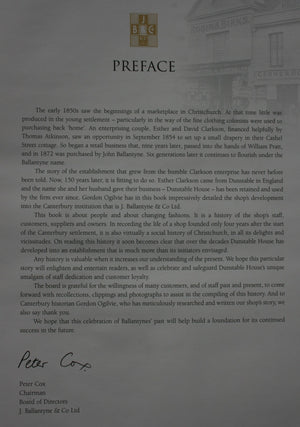 J
B & C
PREFACE
The early 1850s saw the beginnings of a marketplace in Christchurch. At that time little was
produced in the young settlement – particularly in the way of the fine clothing colonists were used to
purchasing back 'home'. An enterprising couple, Esther and David Clarkson, financed helpfully by
Thomas Atkinson, saw an opportunity in September 1854 to set up a small drapery in their Cashel
Street cottage. So began a retail business that, nine years later, passed into the hands of William Pratt,
and in 1872 was purchased by John Ballantyne. Six generations later it continues to flourish under the
Ballantyne name.
The story of the establishment that grew from the humble Clarkson enterprise has never before
been told. Now, 150 years later, it is fitting to do so. Esther Clarkson was from Dunstable in England
and the name she and her husband gave their business – Dunstable House – has been retained and used
by the firm ever since. Gordon Ogilvie has in this book impressively detailed the shop's development
into the Canterbury institution that is J. Ballantyne & Co Ltd.
This book is about people and about changing fashions. It is a history of the shop's staff,
customers, suppliers and owners. In recording the life of a shop founded only four years after the start
of the Canterbury settlement, it is also virtually a social history of Christchurch, in all its delights and
vicissitudes. On reading this history it soon becomes clear that over the decades Dunstable House has
developed into an establishment that is much more than its initiators envisaged.
Any history is valuable when it increases our understanding of the present. We hope this particular
story will enlighten and entertain readers, as well as celebrate and safeguard Dunstable House's unique
amalgam of staff dedication and customer loyalty.
The board is grateful for the willingness of many customers, and of staff past and present, to come
forward with recollections, clippings and photographs to assist in the compiling of this history. And to
Canterbury historian Gordon Ogilvie, who has meticulously researched and written our shop's story, we
also say thank you.
We hope that this celebration of Ballantynes' past will help build a foundation for its continued
success in the future.
Peter Cox
Peter Cox
Chairman
Board of Directors
J. Ballantyne & Co Ltd